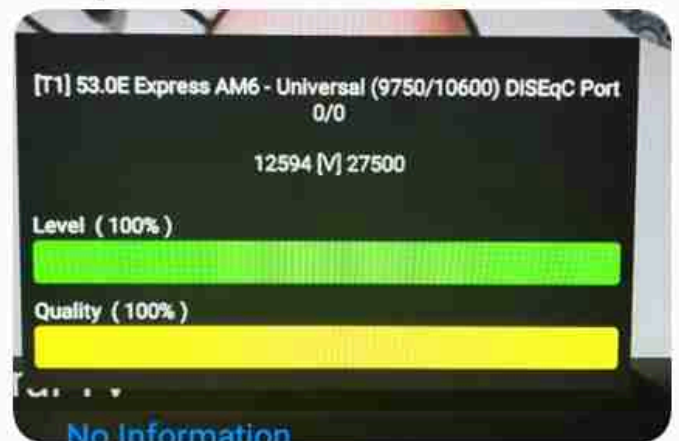 [T1] 53.0E Express AM6 - Universal (9750/10600) DISEqC Port
0/0
12594 [V] 27500
Level ( 100% )
Quality ( 100% )
No Information